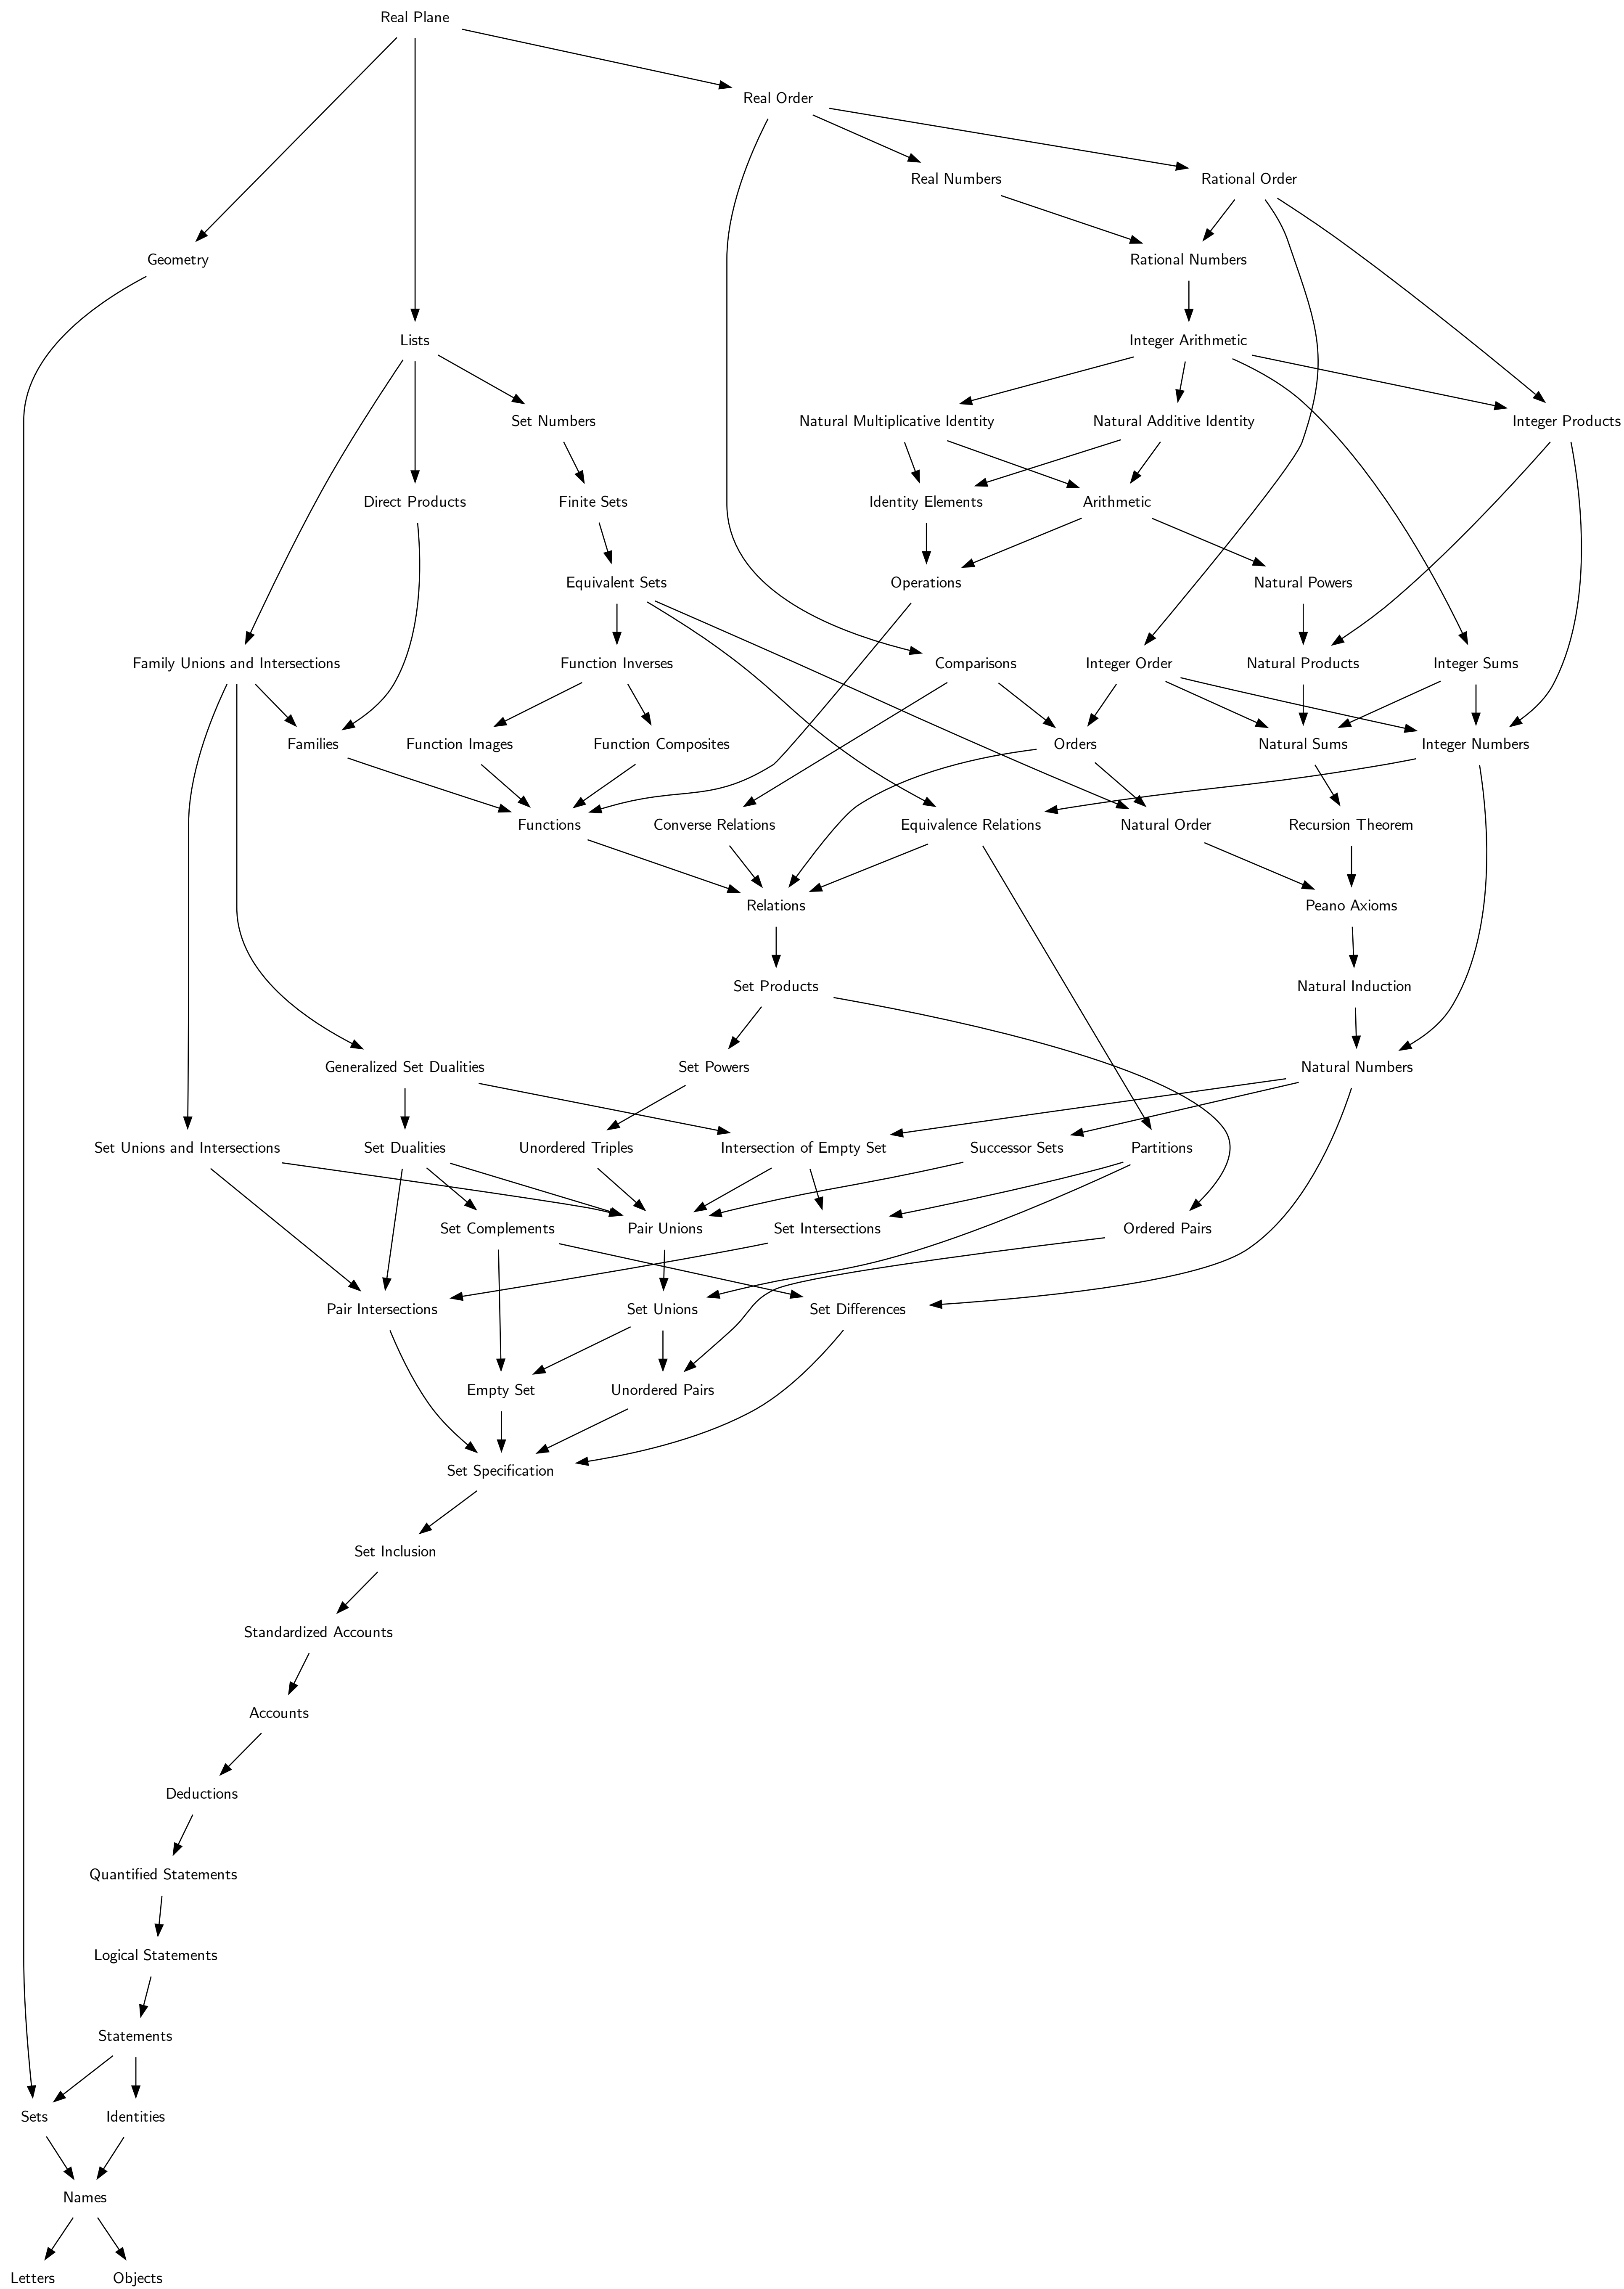 Real Plane
Real Order
Real Numbers
Rational Order
Geometry
Rational Numbers
Lists
Integer Arithmetic
Set Numbers
Natural Multiplicative Identity
Natural Additive Identity
Integer Products
Direct Products
Finite Sets
Identity Elements
Arithmetic
Equivalent Sets
Operations
Natural Powers
Family Unions and Intersections
Function Inverses
Comparisons
Integer Order
Natural Products
Integer Sums
Families
Function Images
Function Composites
Orders
Natural Sums
Integer Numbers
Functions
Converse Relations
Equivalence Relations
Natural Order
Recursion Theorem
Relations
Peano Axioms
Set Products
Natural Induction
Generalized Set Dualities
Set Powers
Natural Numbers
Set Unions and Intersections
Set Dualities
Unordered Triples
Intersection of Empty Set
Successor Sets
Partitions
Set Complements
Pair Unions
Set Intersections
Ordered Pairs
Pair Intersections
Set Unions
Set Differences
Empty Set
Unordered Pairs
Set Specification
Set Inclusion
Standardized Accounts
Accounts
Deductions
Quantified Statements
Logical Statements
Statements
Sets
Identities
Names
Letters
Objects